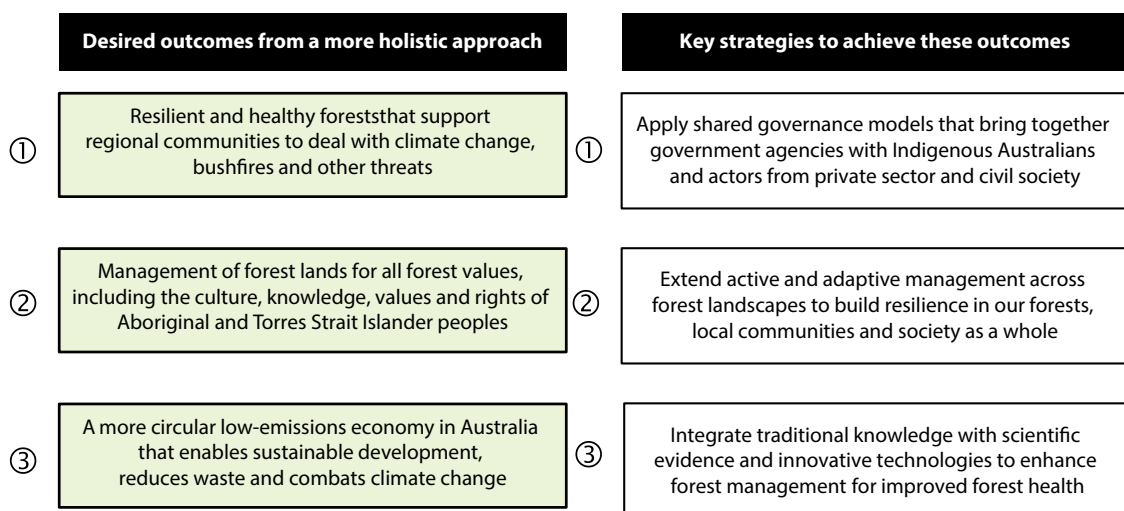 Desired outcomes from a more holistic approach
Key strategies to achieve these outcomes
①
Resilient and healthy foreststhat support
regional communities to deal with climate change,
bushfires and other threats
①
Apply shared governance models that bring together
government agencies with Indigenous Australians
and actors from private sector and civil society
②
Management of forest lands for all forest values,
including the culture, knowledge, values and rights of
Aboriginal and Torres Strait Islander peoples
②
Extend active and adaptive management across
forest landscapes to build resilience in our forests,
local communities and society as a whole
③
A more circular low-emissions economy in Australia
that enables sustainable development,
reduces waste and combats climate change
③
Integrate traditional knowledge with scientific
evidence and innovative technologies to enhance
forest management for improved forest health